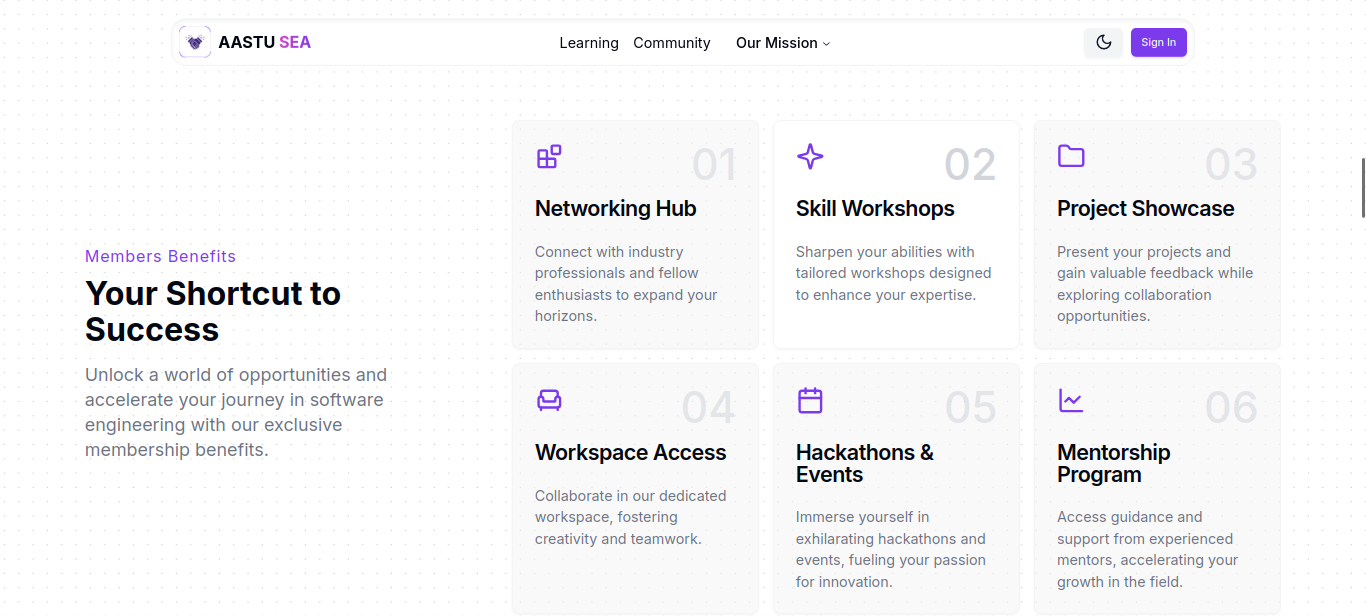 AASTU SEA
Learning
Community
Our Mission
Sign In
Members Benefits
Your Shortcut to
Success
Unlock a world of opportunities and
accelerate your journey in software
engineering with our exclusive
membership benefits.
01
Networking Hub
Connect with industry
professionals and fellow
enthusiasts to expand your
horizons.
02
Skill Workshops
Sharpen your abilities with
tailored workshops designed
to enhance your expertise.
03
Project Showcase
Present your projects and
gain valuable feedback while
exploring collaboration
opportunities.
04
Workspace Access
Collaborate in our dedicated
workspace, fostering
creativity and teamwork.
05
Hackathons &
Events
Immerse yourself in
exhilarating hackathons and
events, fueling your passion
for innovation.
06
Mentorship
Program
Access guidance and
support from experienced
mentors, accelerating your
growth in the field.